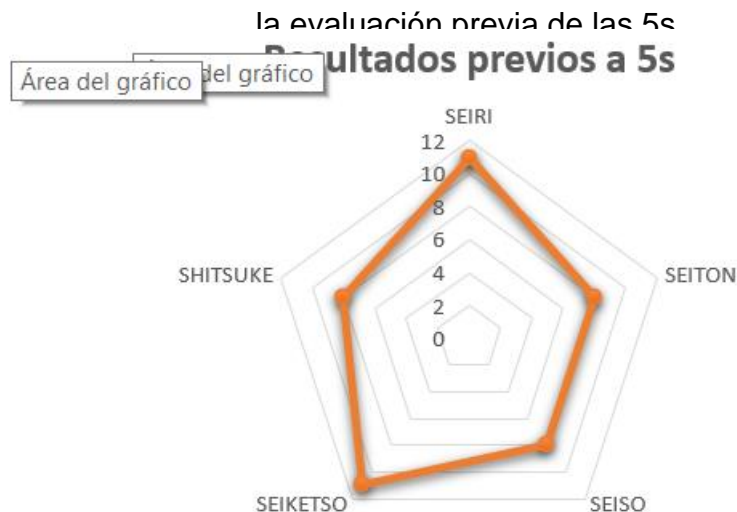 la evaluación previa de las 5s
Resultados previos a 5s
Área del gráfico
del gráfico
SEIRI
12
10
8
6
4
2
0
SHITSUKE
SEITON
SEIKETSO
SEISO